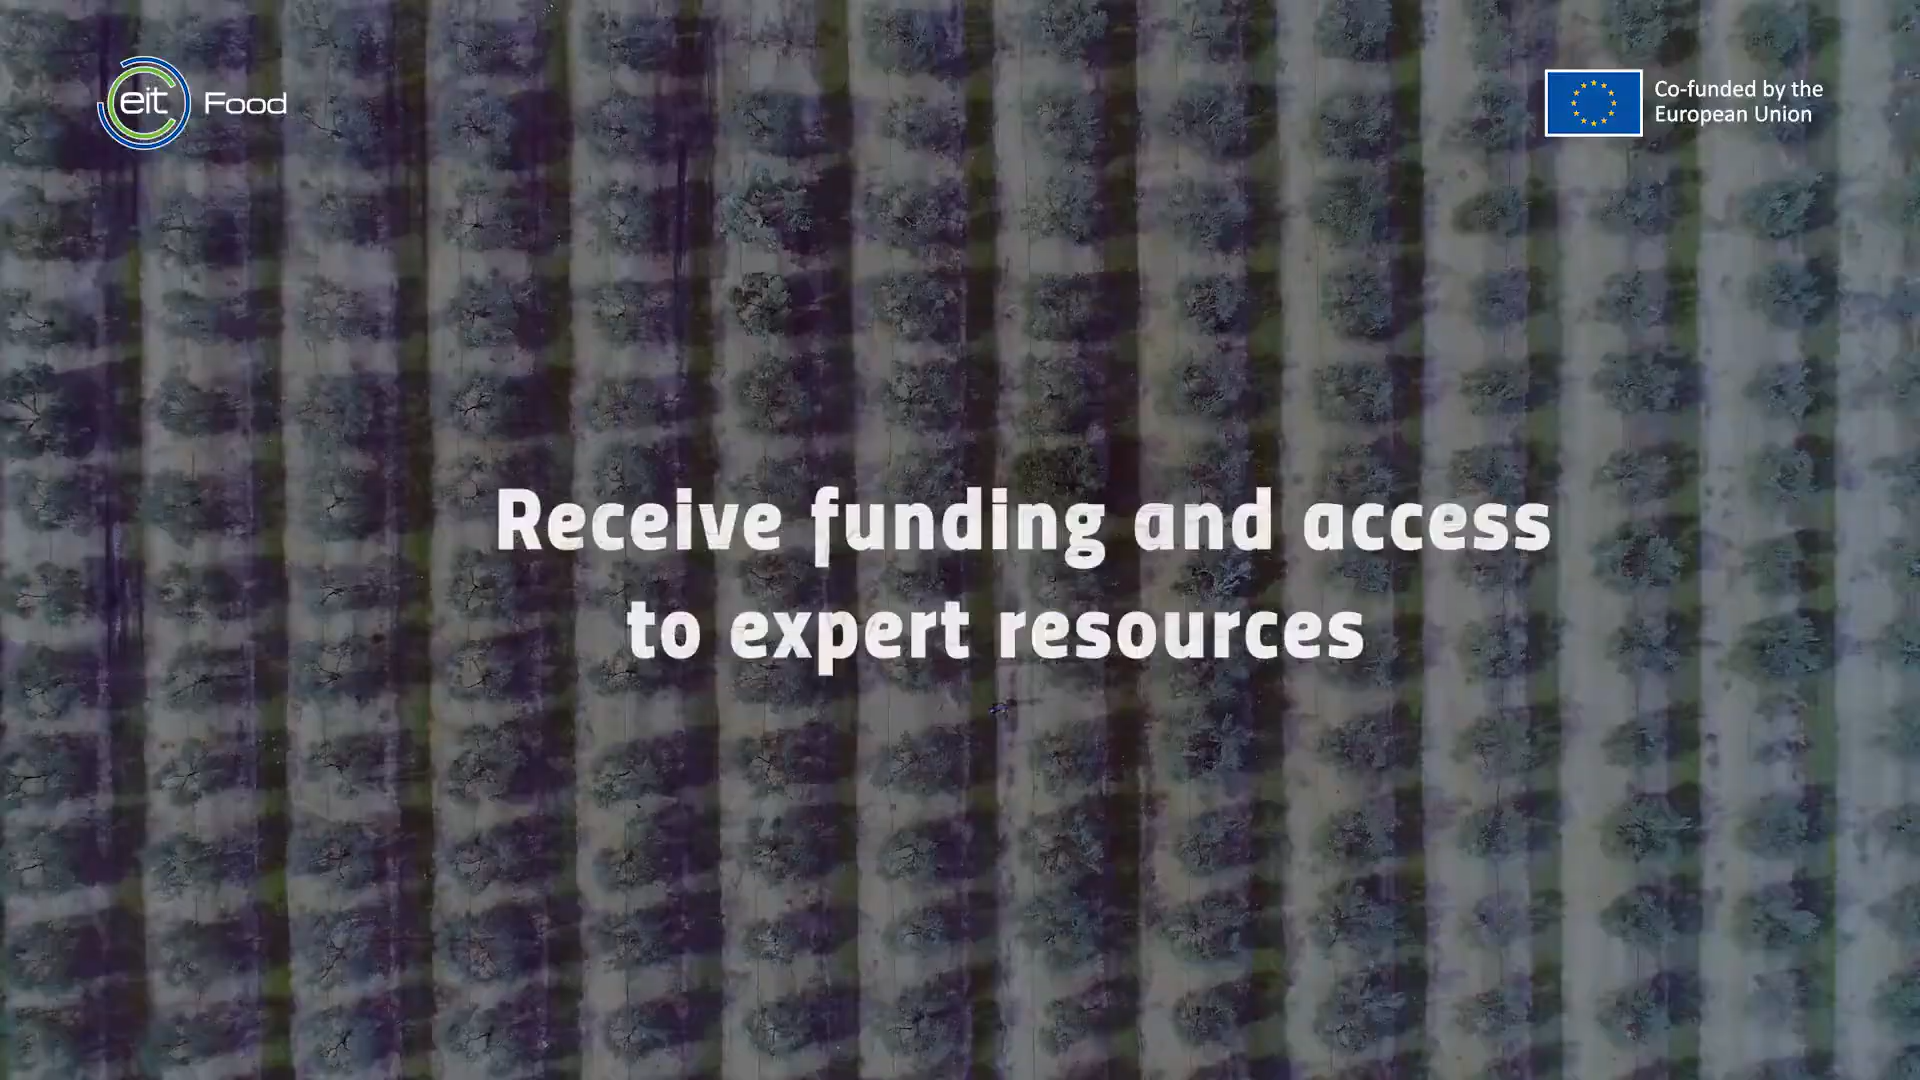 eit Food
Co-funded by the
European Union
Receive funding and access
to expert resources